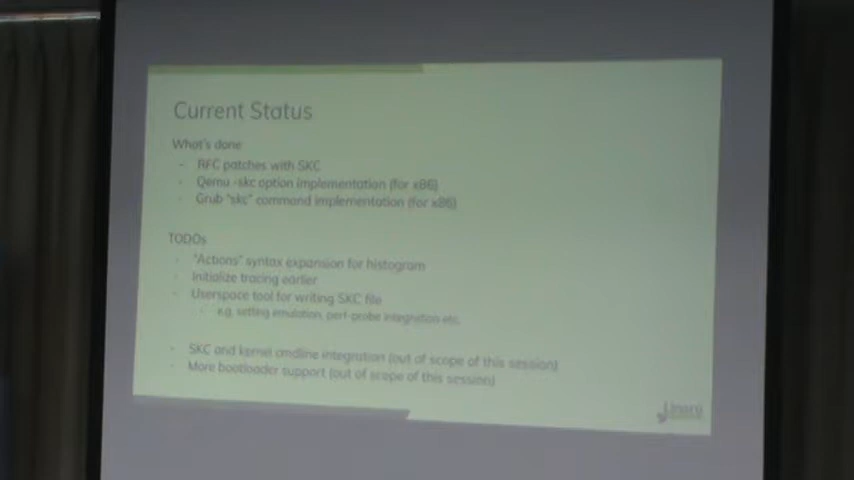 Current Status
What's done
- RFC patches with SKC
- Qemu -skc option implementation (for x86)
- Grub "skc" command implementation (for x86)
TODOs
- "Actions" syntax expansion for histogram
- Initialize tracing earlier
- Userspace tool for writing SKC file
- e.g. setting emulation, perf-probe integration etc.
- SKC and kernel cmdline integration (out of scope of this session)
- More bootloader support (out of scope of this session)
Linaro